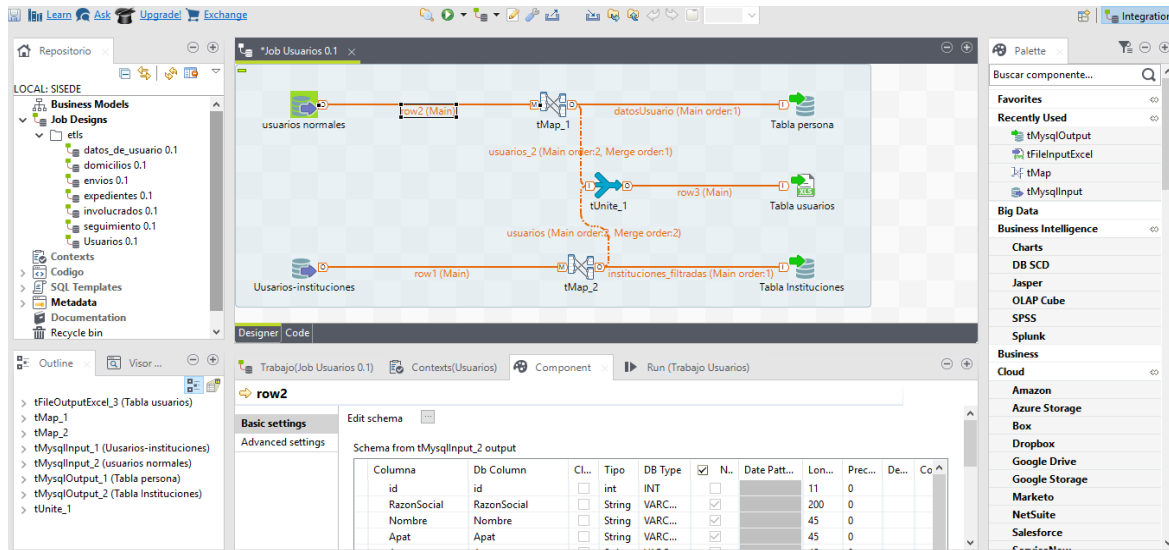 Learn Ask Upgrade! Exchange
Integration
Repositorio
LOCAL: SISEDE
Business Models
Job Designs
etls
datos_de_usuario 0.1
domicilios 0.1
envios 0.1
expedientes 0.1
involucrados 0.1
seguimiento 0.1
Usuarios 0.1
Contexts
Codigo
SQL Templates
Metadata
Documentation
Recycle bin
*Job Usuarios 0.1
usuarios normales
row2 (Main)
tMap_1
datosUsuario (Main order:1)
Tabla persona
usuarios_2 (Main order:2, Merge order:1)
tUnite_1
row3 (Main)
XLS
Tabla usuarios
usuarios (Main order:2, Merge order:2)
Uusarios-instituciones
row1 (Main)
tMap_2
instituciones_filtradas (Main order:1)
Tabla Instituciones
Designer Code
Palette
Buscar componente...
Favorites
Recently Used
tMysqlOutput
tFileInputExcel
tMap
tMysqlInput
Big Data
Business Intelligence
Charts
DB SCD
Jasper
OLAP Cube
SPSS
Splunk
Business
Cloud
Amazon
Azure Storage
Box
Dropbox
Google Drive
Google Storage
Marketo
NetSuite
Salesforce
Outline
Visor ...
tFileOutputExcel_3 (Tabla usuarios)
tMap_1
tMap_2
tMysqlInput_1 (Uusarios-instituciones)
tMysqlInput_2 (usuarios normales)
tMysqlOutput_1 (Tabla persona)
tMysqlOutput_2 (Tabla Instituciones)
tUnite_1
Trabajo(Job Usuarios 0.1) Contexts(Usuarios) Component Run (Trabajo Usuarios)
row2
Basic settings
Advanced settings
Edit schema ...
Schema from tMysqlInput_2 output
Columna Db Column Cl... Tipo DB Type N.. Date Patt... Lon... Prec... De... Co
id id int INT 11 0
RazonSocial RazonSocial String VARC... 200 0
Nombre Nombre String VARC... 45 0
Apat Apat String VARC... 45 0